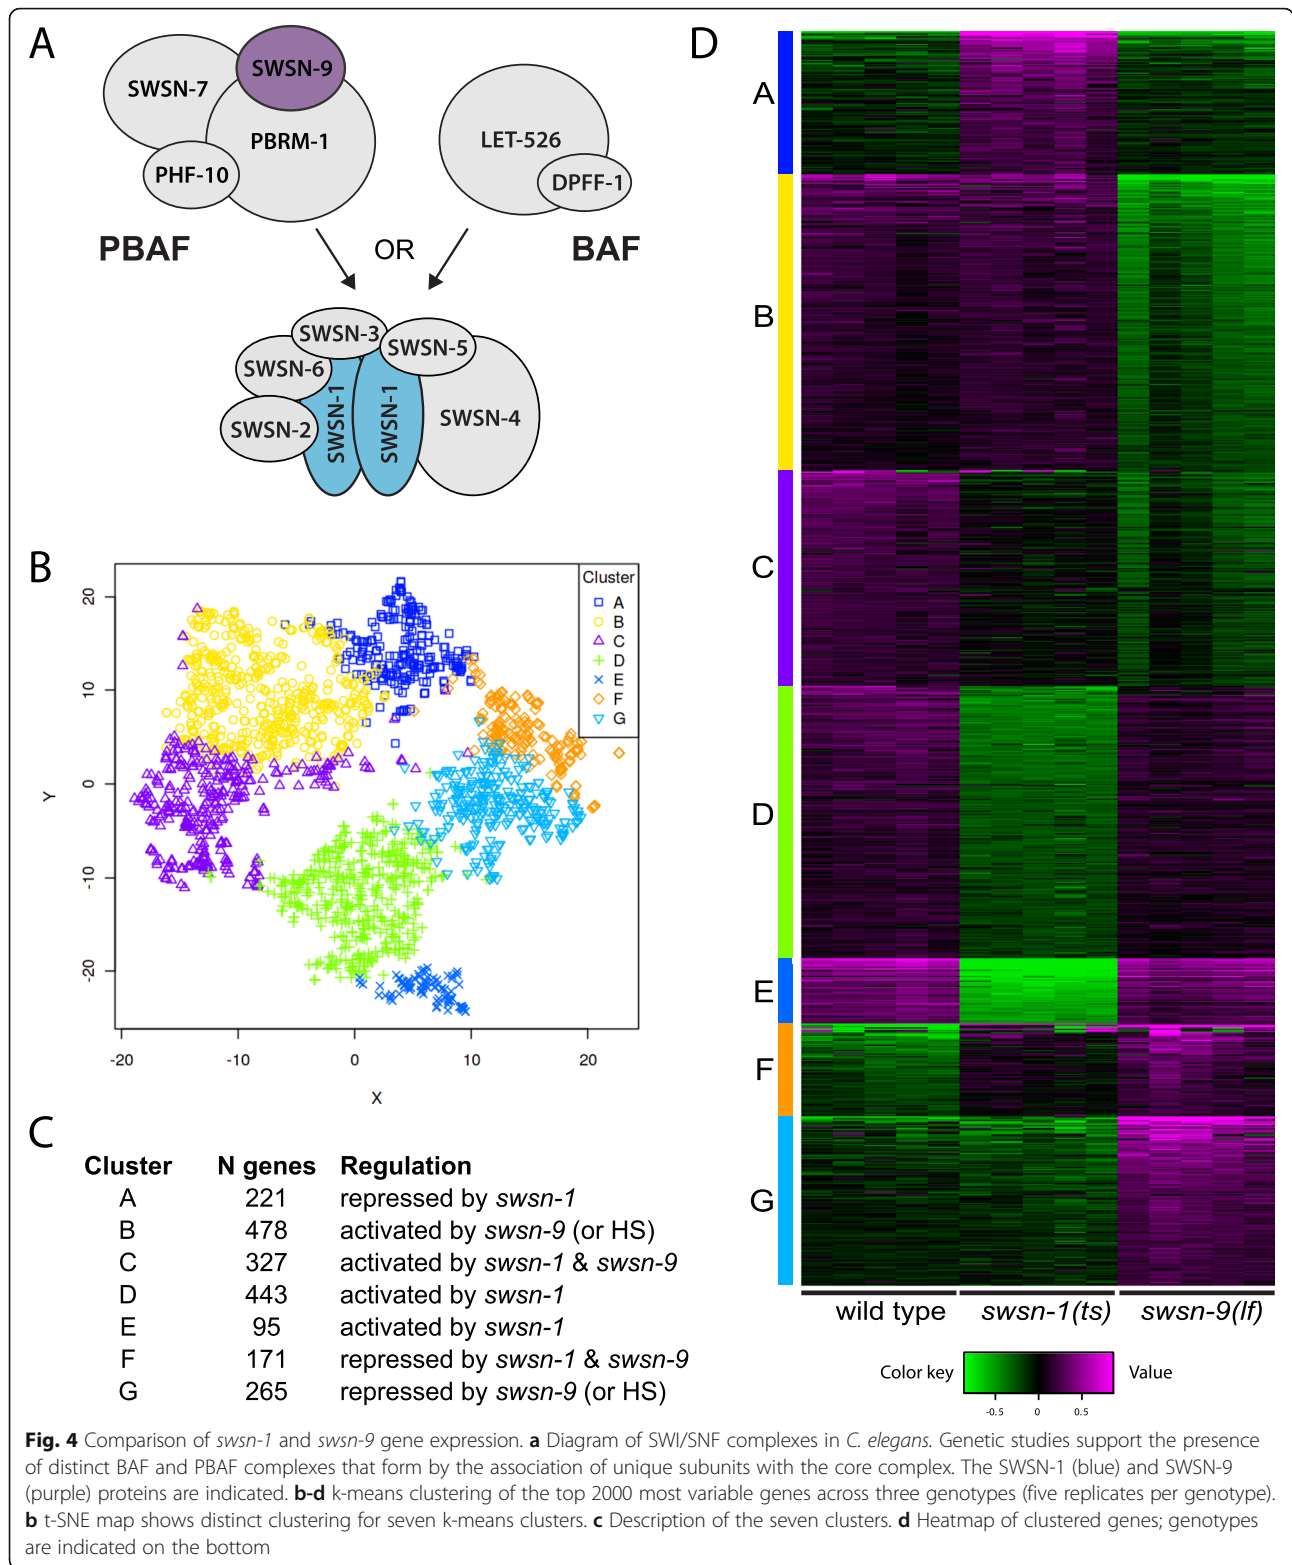 A
SWSN-9
SWSN-7
PBRM-1
PHF-10
LET-526
DPFF-1
PBAF
OR
BAF
SWSN-3
SWSN-5
SWSN-6
SWSN-1
SWSN-1
SWSN-4
SWSN-2
B
Cluster
A
B
C
D
E
F
G
20
10
0
-10
-20
Y
-20
-10
0
10
20
X
C
Cluster N genes Regulation
A 221 repressed by swsn-1
B 478 activated by swsn-9 (or HS)
C 327 activated by swsn-1 & swsn-9
D 443 activated by swsn-1
E 95 activated by swsn-1
F 171 repressed by swsn-1 & swsn-9
G 265 repressed by swsn-9 (or HS)
D
A
B
C
D
E
F
G
wild type swsn-1(ts) swsn-9(lf)
Color key Value
-0.5 0 0.5
Fig. 4 Comparison of swsn-1 and swsn-9 gene expression. a Diagram of SWI/SNF complexes in C. elegans. Genetic studies support the presence
of distinct BAF and PBAF complexes that form by the association of unique subunits with the core complex. The SWSN-1 (blue) and SWSN-9
(purple) proteins are indicated. b-d k-means clustering of the top 2000 most variable genes across three genotypes (five replicates per genotype).
b t-SNE map shows distinct clustering for seven k-means clusters. c Description of the seven clusters. d Heatmap of clustered genes; genotypes
are indicated on the bottom